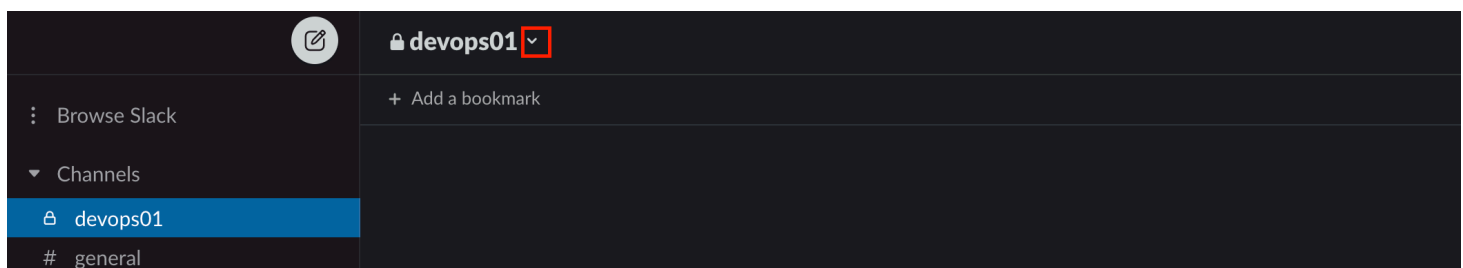 devops01
+ Add a bookmark
Browse Slack
Channels
devops01
# general